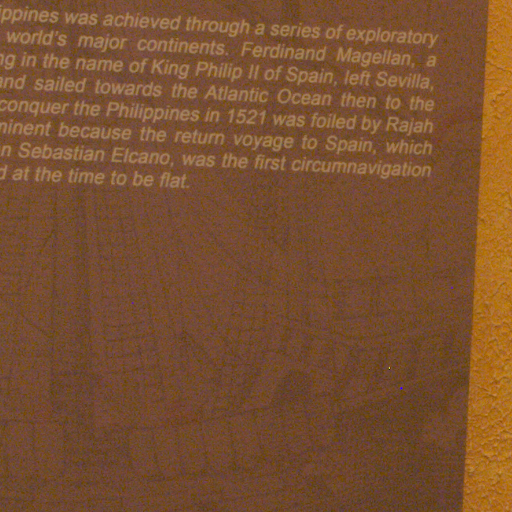 ippines was achieved through a series of exploratory
world's major continents. Ferdinand Magellan, a
ng in the name of King Philip II of Spain, left Sevilla,
and sailed towards the Atlantic Ocean then to the
conquer the Philippines in 1521 was foiled by Rajah
minent because the return voyage to Spain, which
n Sebastian Elcano, was the first circumnavigation
d at the time to be flat.